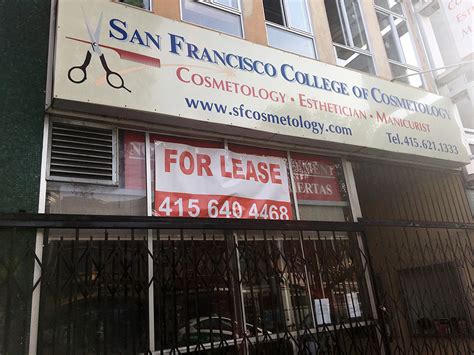 SAN FRANCISCO COLLEGE OF COSMETOLOGY
COSMETOLOGY • ESTHETICIAN • MANICURIST
www.sfcosmetology.com
Tel.415.621.1333
FOR LEASE
415 640 4468